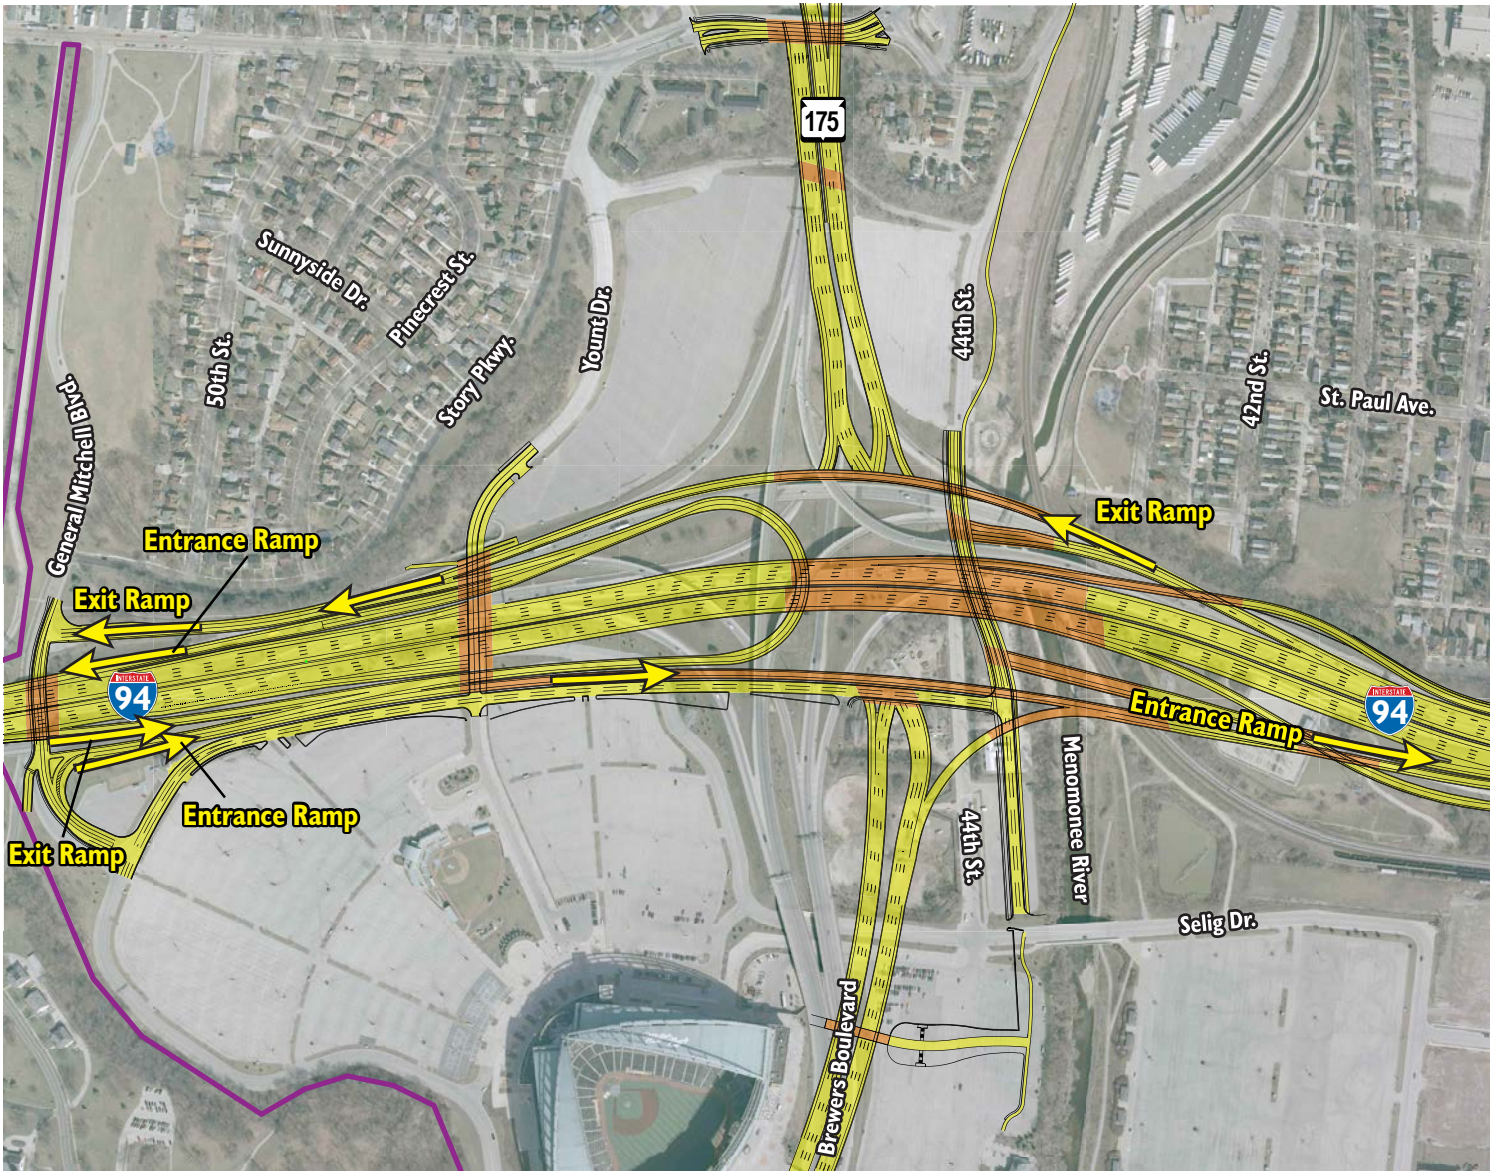 175
Sunnyside Dr.
Pinecrest St.
50th St.
Story Pkwy.
Yount Dr.
44th St.
42nd St.
St. Paul Ave.
General Mitchell Blvd.
Entrance Ramp
Exit Ramp
Exit Ramp
INTERSTATE
94
INTERSTATE
94
Entrance Ramp
Entrance Ramp
Exit Ramp
Menomonee River
44th St.
Selig Dr.
Brewers Boulevard